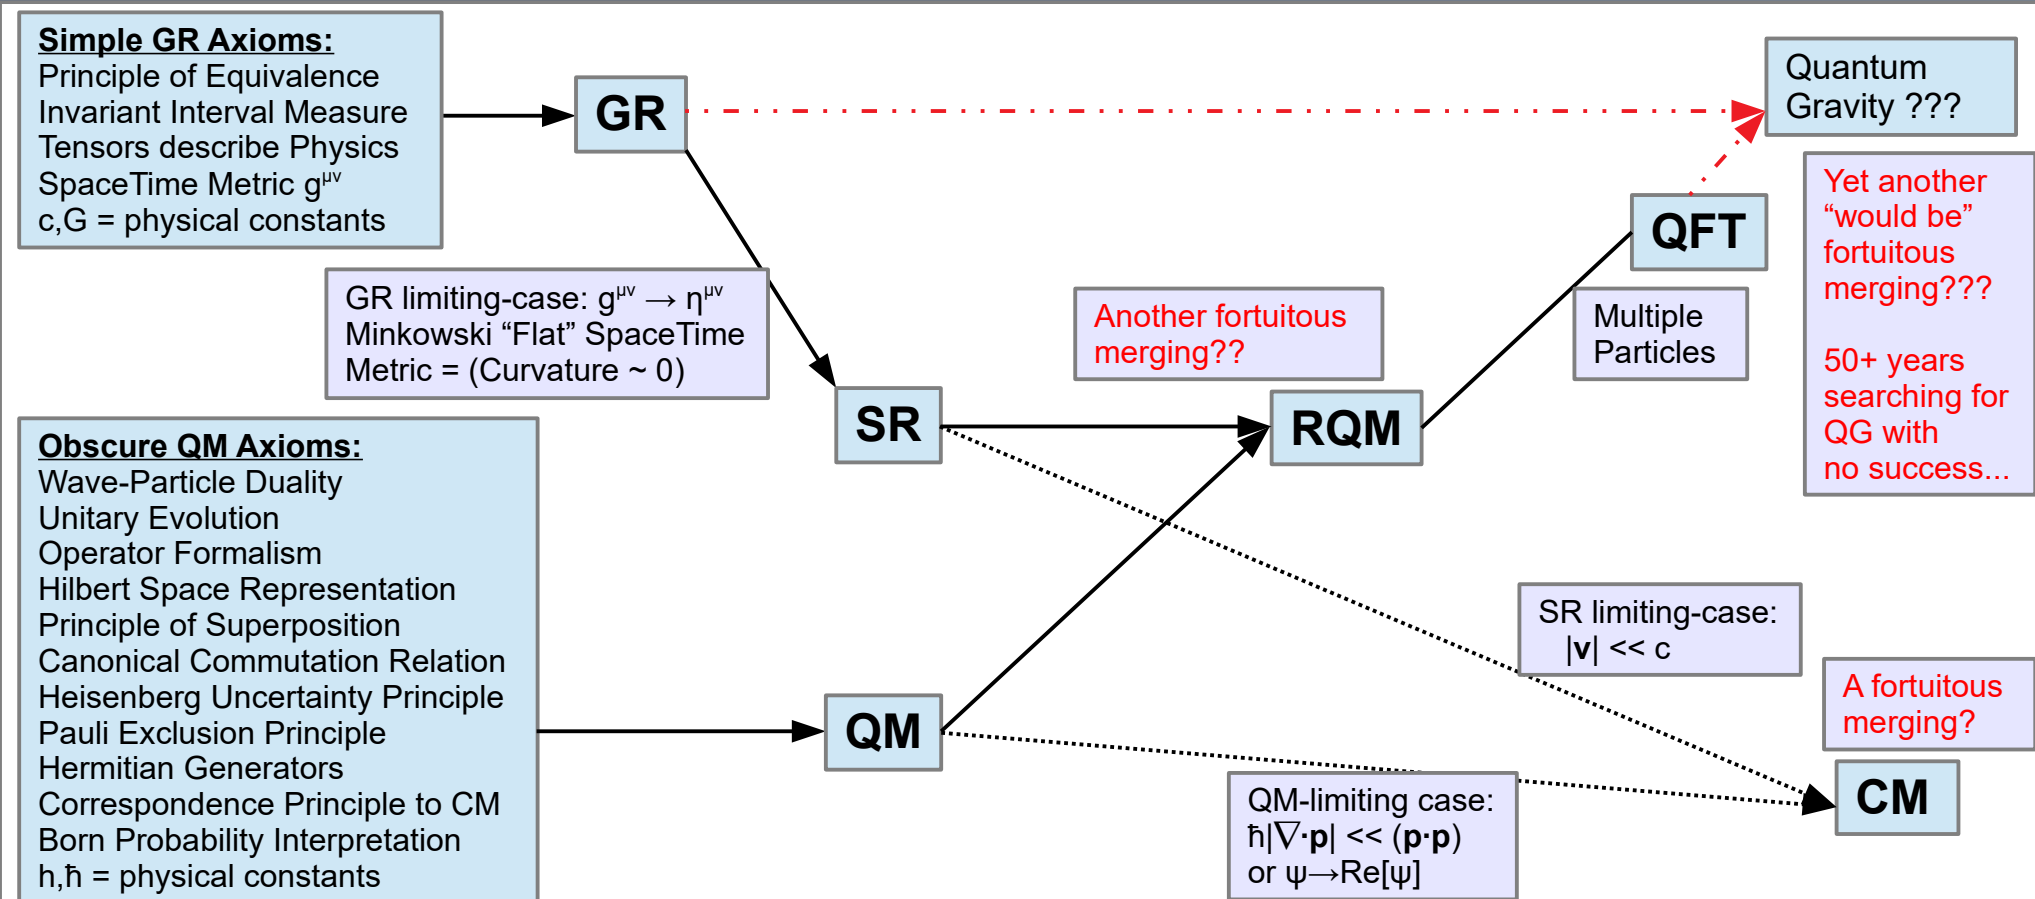 Simple GR Axioms:
Principle of Equivalence
Invariant Interval Measure
Tensors describe Physics
SpaceTime Metric gᵘᵛ
c,G = physical constants
GR
Quantum
Gravity ???
Yet another
“would be”
fortuitous
merging???
50+ years
searching for
QG with
no success...
QFT
Multiple
Particles
GR limiting-case: gᵘᵛ → ηᵘᵛ
Minkowski “Flat” SpaceTime
Metric = (Curvature ~ 0)
Another fortuitous
merging??
SR
RQM
Obscure QM Axioms:
Wave-Particle Duality
Unitary Evolution
Operator Formalism
Hilbert Space Representation
Principle of Superposition
Canonical Commutation Relation
Heisenberg Uncertainty Principle
Pauli Exclusion Principle
Hermitian Generators
Correspondence Principle to CM
Born Probability Interpretation
h,ħ = physical constants
QM
SR limiting-case:
|v| << c
A fortuitous
merging?
CM
QM-limiting case:
ħ|∇·p| << (p·p)
or ψ→Re[ψ]